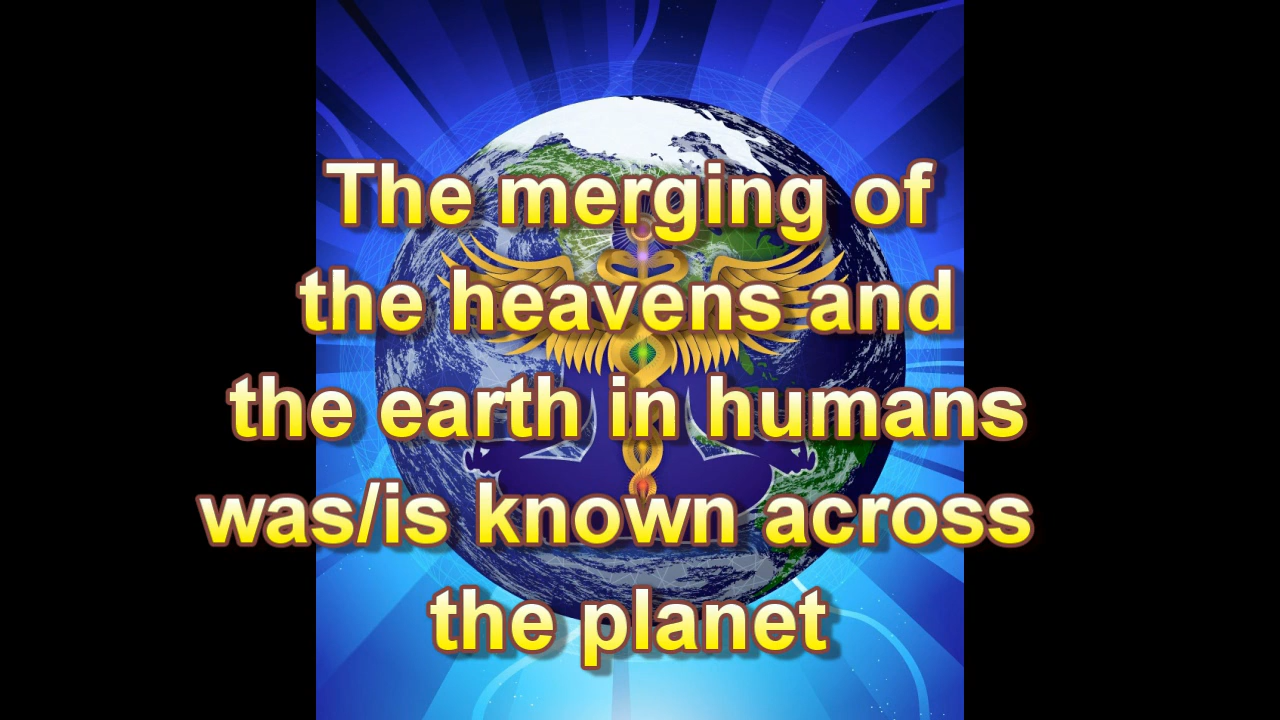 The merging of
the heavens and
the earth in humans
was/is known across
the planet